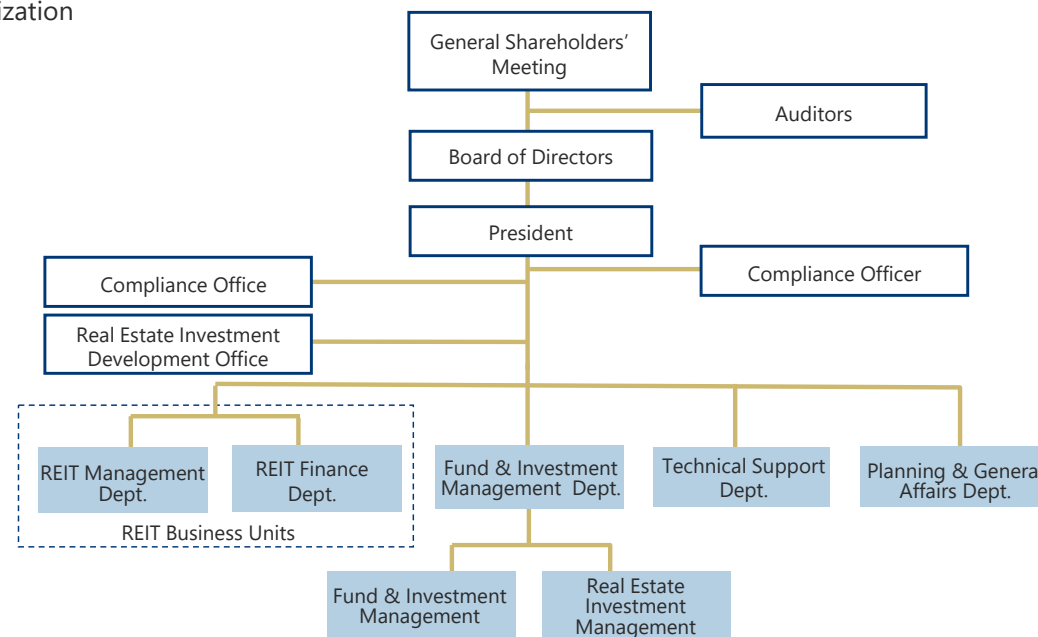 ization
General Shareholders'
Meeting
Auditors
Board of Directors
President
Compliance Office
Compliance Officer
Real Estate Investment
Development Office
REIT Management
Dept.
REIT Finance
Dept.
Fund & Investment
Management Dept.
Technical Support
Dept.
Planning & Genera
Affairs Dept.
REIT Business Units
Fund & Investment
Management
Real Estate
Investment
Management